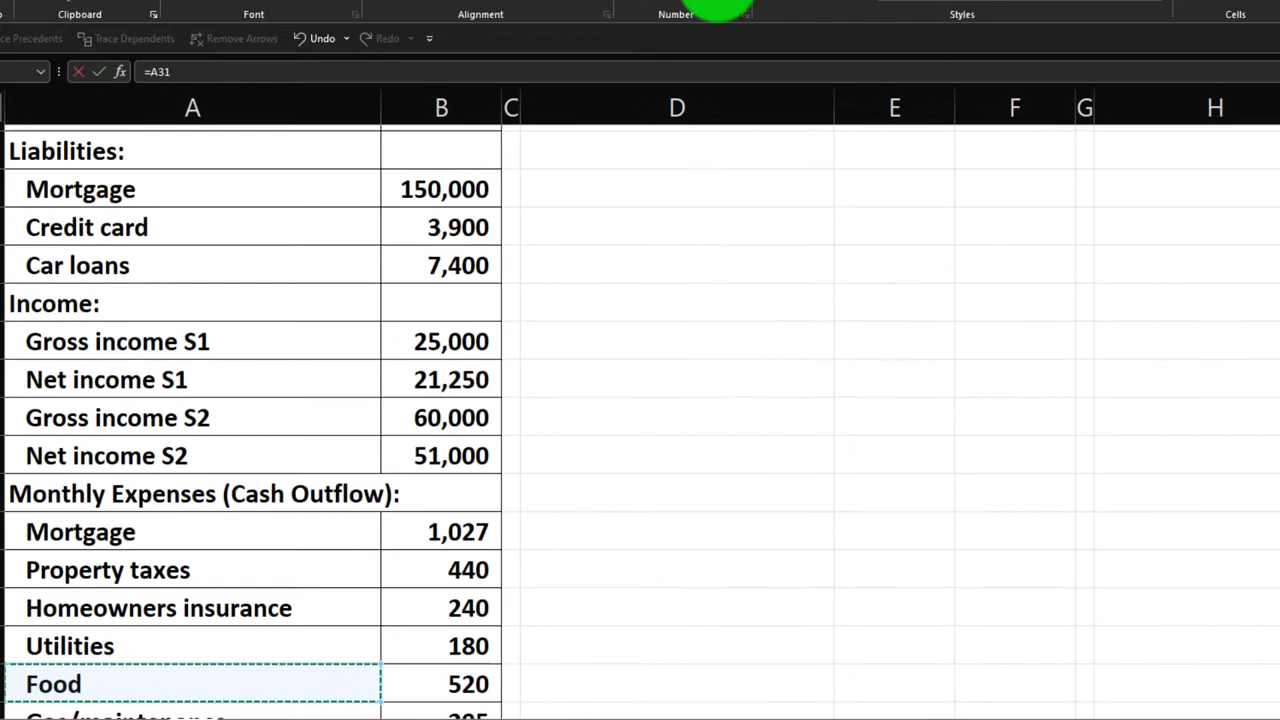 Clipboard Font Alignment Number Styles Cells
ce Precedents Trace Dependents Remove Arrows Undo Redo
fx =A31
A B C D E F G H
Liabilities:
Mortgage 150,000
Credit card 3,900
Car loans 7,400
Income:
Gross income S1 25,000
Net income S1 21,250
Gross income S2 60,000
Net income S2 51,000
Monthly Expenses (Cash Outflow):
Mortgage 1,027
Property taxes 440
Homeowners insurance 240
Utilities 180
Food 520